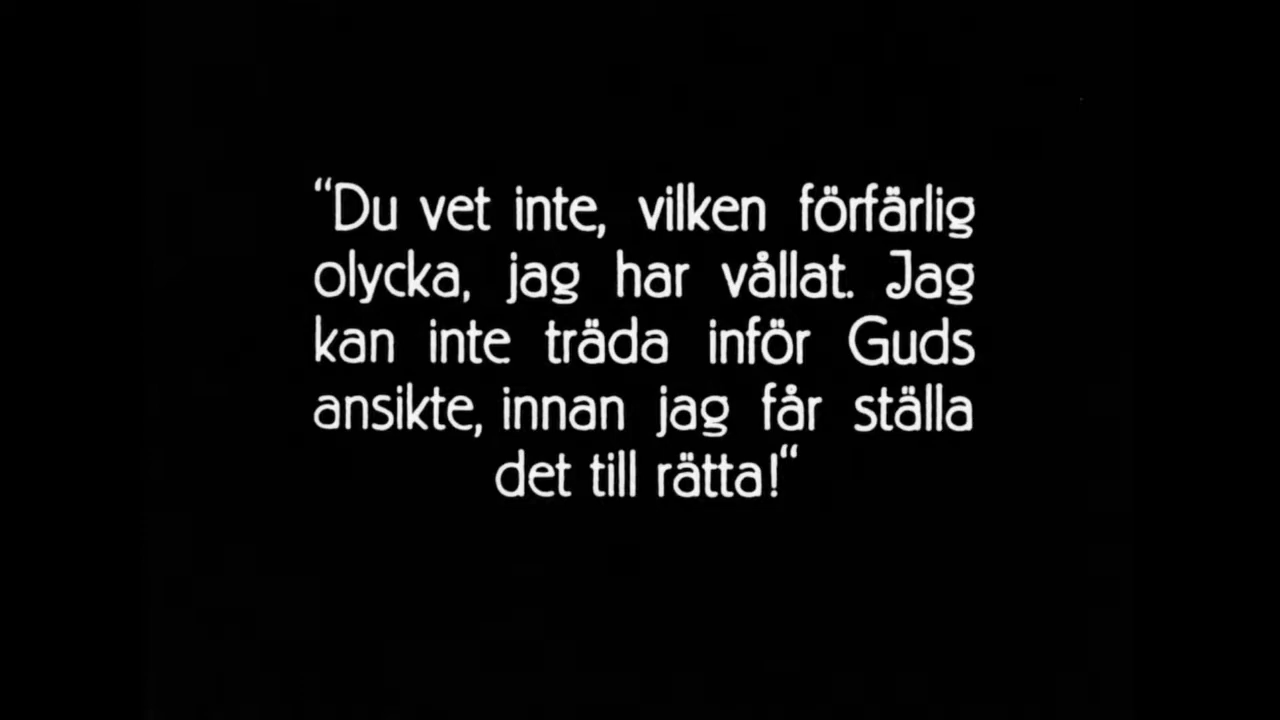 “Du vet inte, vilken förfärlig
olycka, jag har vållat. Jag
kan inte träda inför Guds
ansikte, innan jag får ställa
det till rätta!“